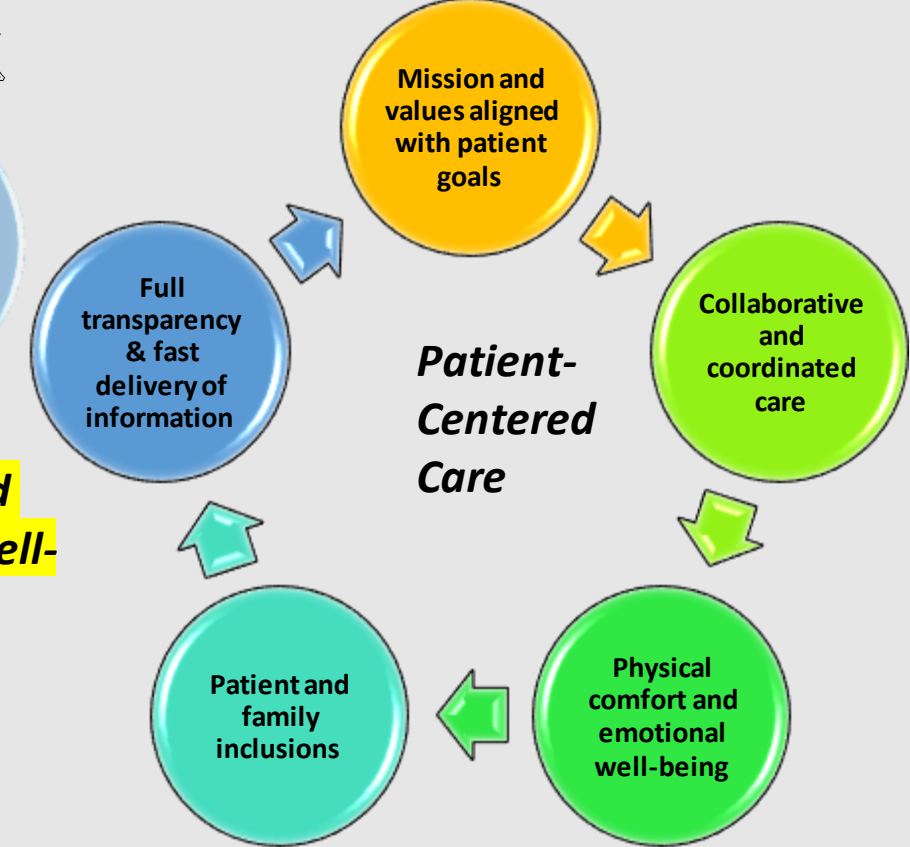 Mission and
values aligned
with patient
goals
Collaborative
and
coordinated
care
Physical
comfort and
emotional
well-being
Patient and
family
inclusions
Full
transparency
& fast
delivery of
information
Patient-
Centered
Care
d
ell-